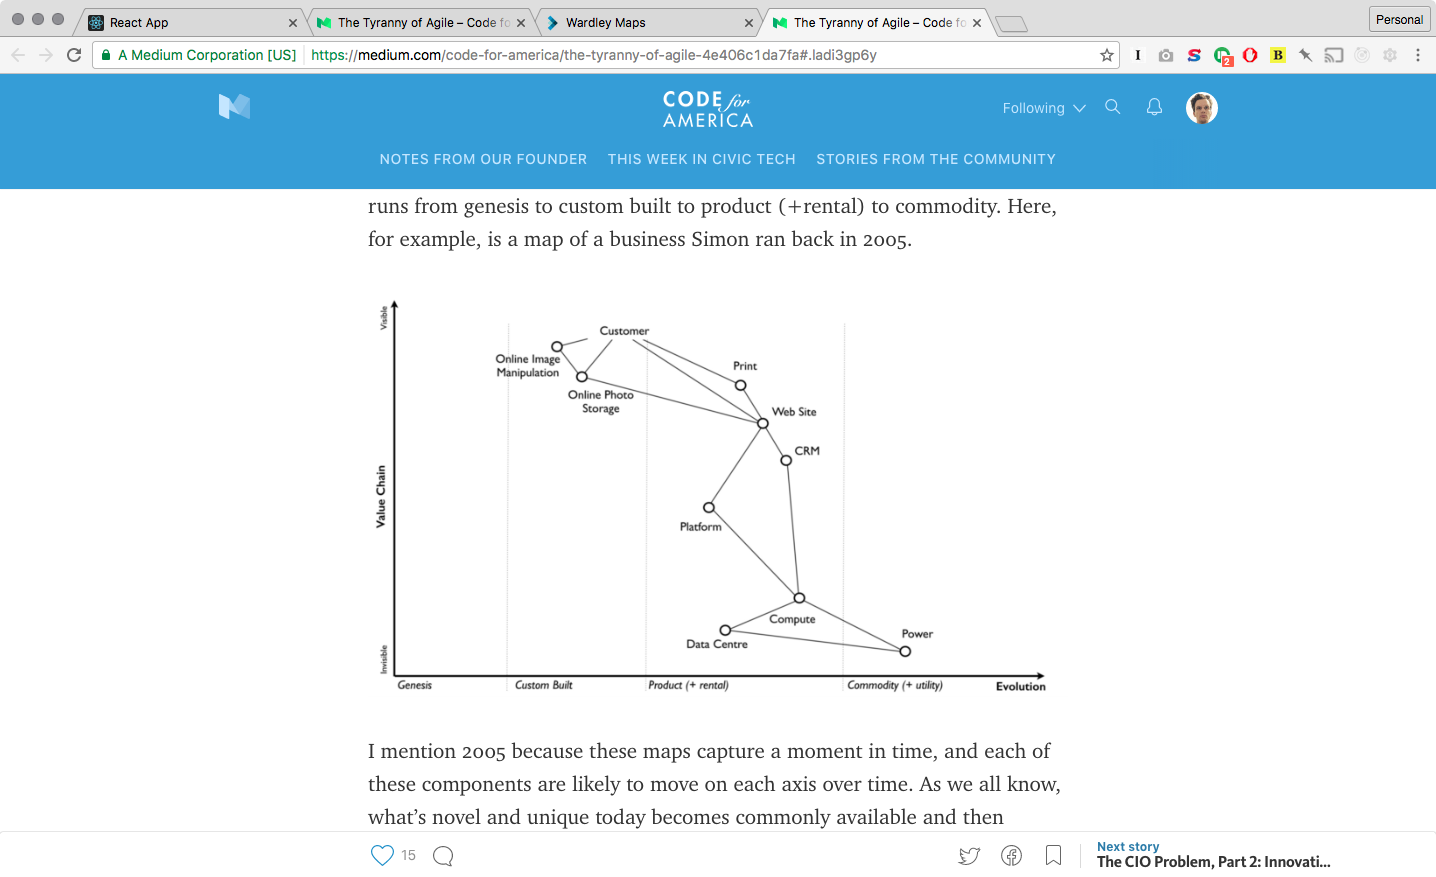 React App
The Tyranny of Agile – Code fo
Wardley Maps
The Tyranny of Agile – Code fo
Personal
A Medium Corporation [US]
https://medium.com/code-for-america/the-tyranny-of-agile-4e406c1da7fa#.ladi3gp6y
I
S
2
B
CODE for
AMERICA
Following
NOTES FROM OUR FOUNDER
THIS WEEK IN CIVIC TECH
STORIES FROM THE COMMUNITY
runs from genesis to custom built to product (+rental) to commodity. Here,
for example, is a map of a business Simon ran back in 2005.
Visible
Customer
Online Image
Manipulation
Print
Online Photo
Storage
Web Site
CRM
Value Chain
Platform
Compute
Power
Data Centre
Invisible
Genesis
Custom Built
Product (+ rental)
Commodity (+ utility)
Evolution
I mention 2005 because these maps capture a moment in time, and each of
these components are likely to move on each axis over time. As we all know,
what’s novel and unique today becomes commonly available and then
15
Next story
The CIO Problem, Part 2: Innovati...